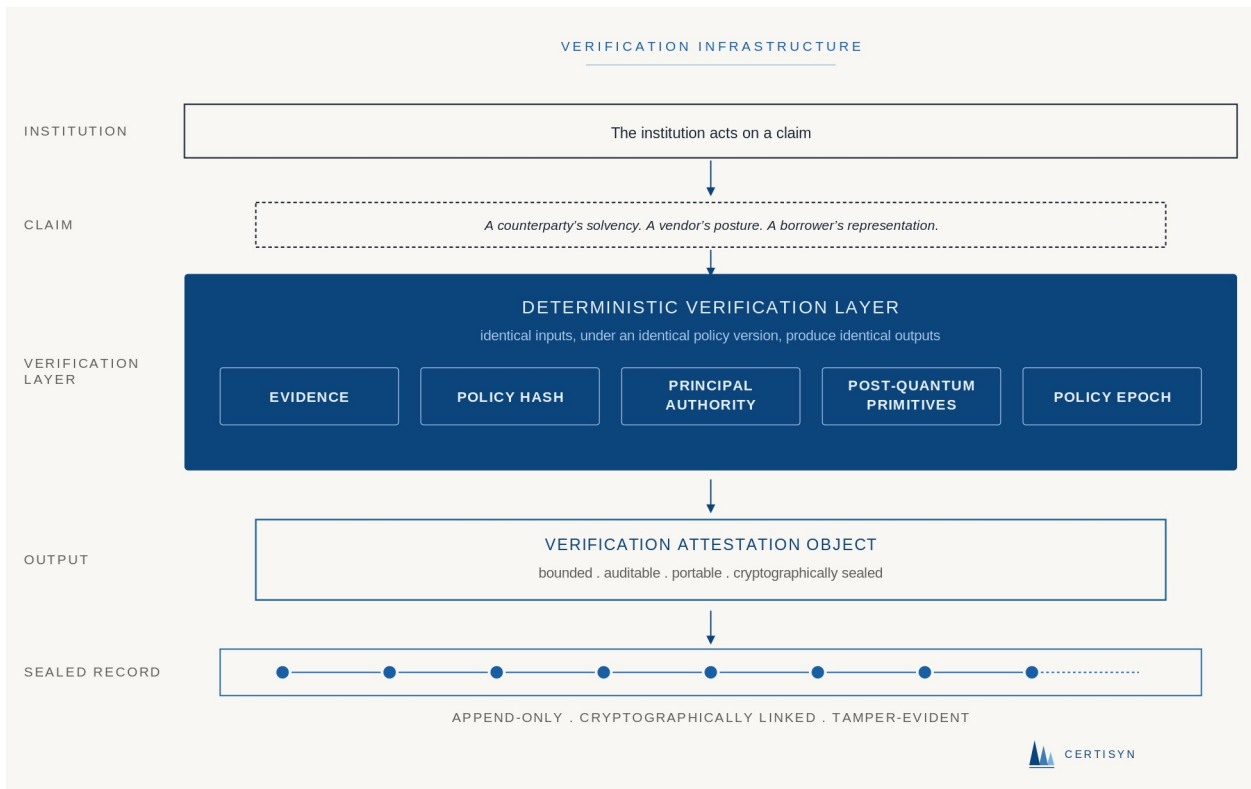 VERIFICATION INFRASTRUCTURE
INSTITUTION
The institution acts on a claim
CLAIM
A counterparty’s solvency. A vendor’s posture. A borrower’s representation.
VERIFICATION
LAYER
DETERMINISTIC VERIFICATION LAYER
identical inputs, under an identical policy version, produce identical outputs
EVIDENCE
POLICY HASH
PRINCIPAL
AUTHORITY
POST-QUANTUM
PRIMITIVES
POLICY EPOCH
OUTPUT
VERIFICATION ATTESTATION OBJECT
bounded . auditable . portable . cryptographically sealed
SEALED RECORD
APPEND-ONLY . CRYPTOGRAPHICALLY LINKED . TAMPER-EVIDENT
CERTISYN